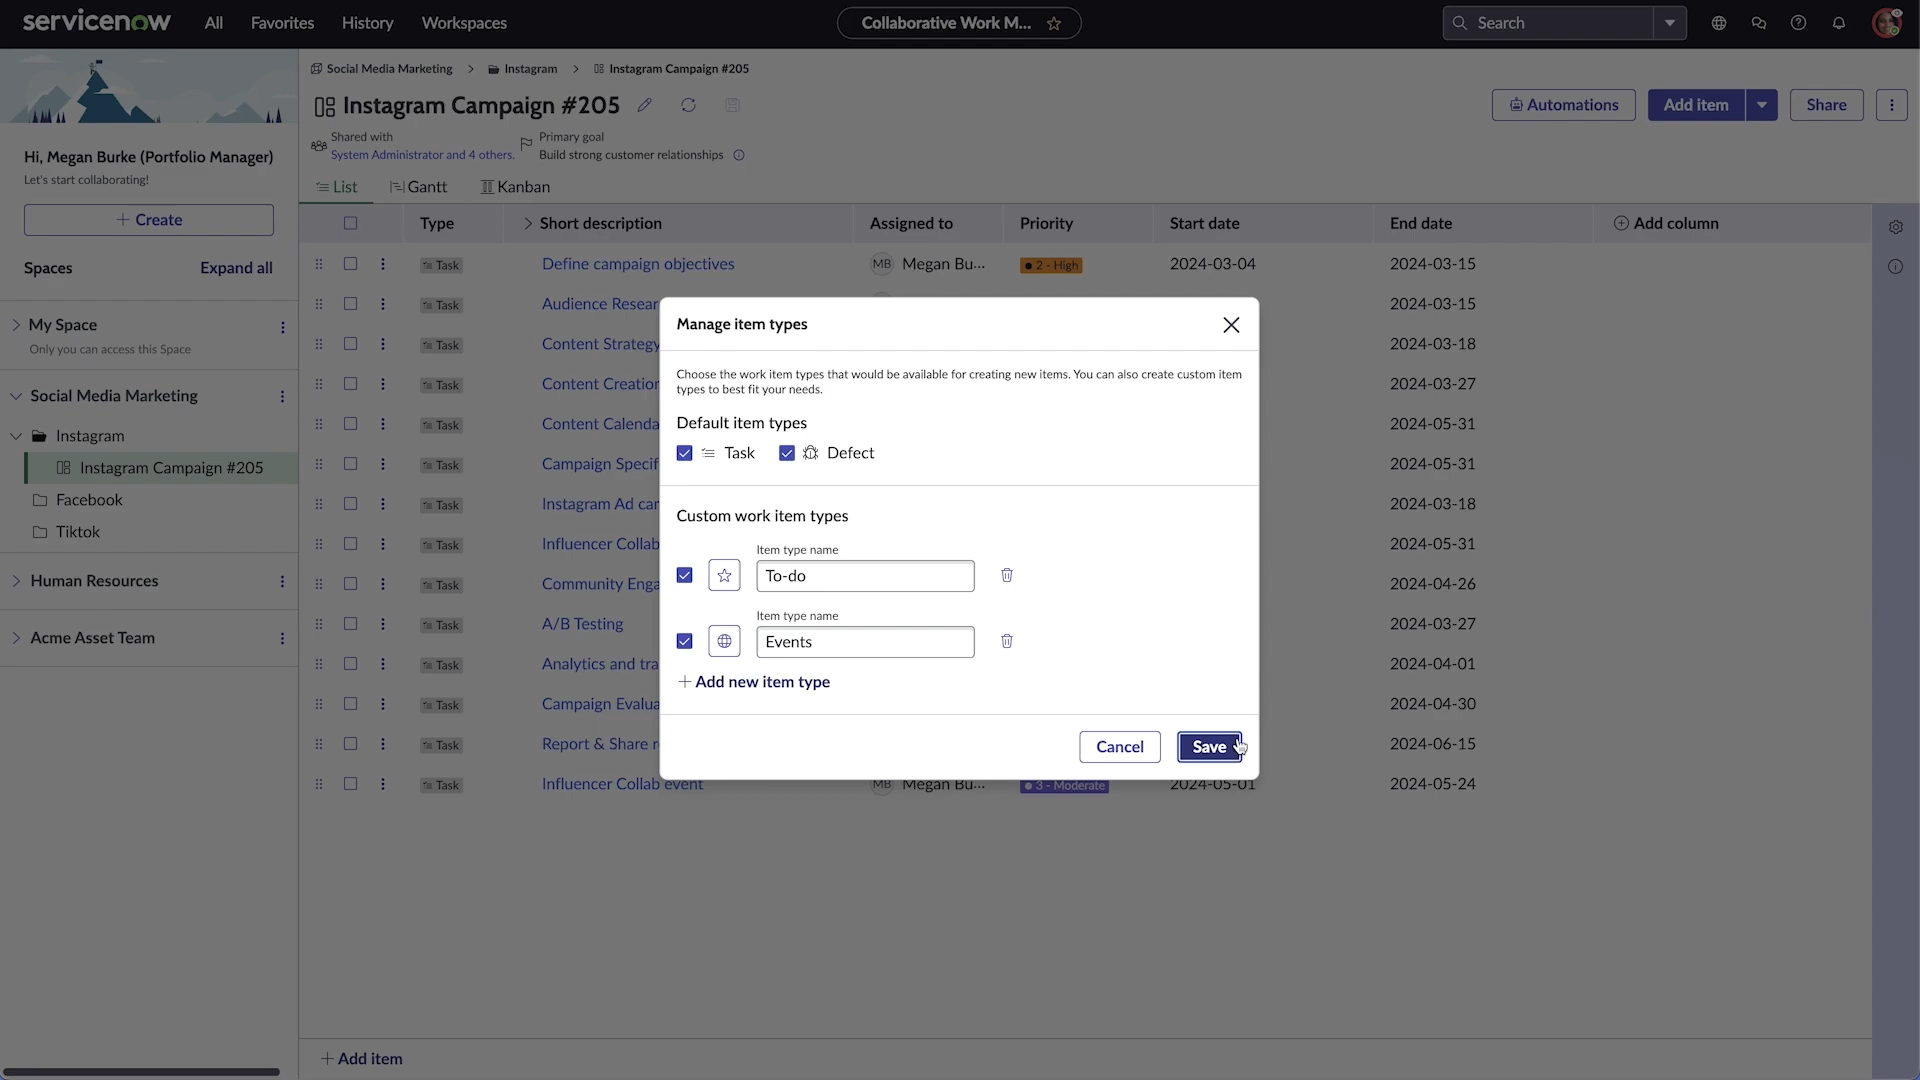 servicenow
All
Favorites
History
Workspaces
Collaborative Work M...
Search
Social Media Marketing
Instagram
Instagram Campaign #205
Instagram Campaign #205
Automations
Add item
Share
Shared with
System Administrator and 4 others.
Primary goal
Build strong customer relationships
List
Gantt
Kanban
Hi, Megan Burke (Portfolio Manager)
Let's start collaborating!
+ Create
Spaces
Expand all
My Space
Only you can access this Space
Social Media Marketing
Instagram
Instagram Campaign #205
Facebook
Tiktok
Human Resources
Acme Asset Team
Type
Short description
Assigned to
Priority
Start date
End date
Add column
Task
Define campaign objectives
MB
Megan Bu...
2 - High
2024-03-04
2024-03-15
Task
Audience Resear
2024-03-15
Task
Content Strategy
2024-03-18
Task
Content Creation
2024-03-27
Task
Content Calenda
2024-05-31
Task
Campaign Specif
2024-05-31
Task
Instagram Ad car
2024-03-18
Task
Influencer Collab
2024-05-31
Task
Community Enga
2024-04-26
Task
A/B Testing
2024-03-27
Task
Analytics and tra
2024-04-01
Task
Campaign Evalua
2024-04-30
Task
Report & Share r
2024-06-15
Task
Influencer Collab event
MB
Megan Bu...
3 - Moderate
2024-05-01
2024-05-24
+ Add item
Manage item types
Choose the work item types that would be available for creating new items. You can also create custom item
types to best fit your needs.
Default item types
Task
Defect
Custom work item types
Item type name
To-do
Item type name
Events
+ Add new item type
Cancel
Save